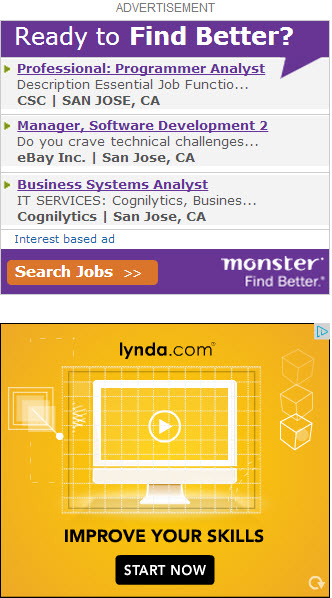 ADVERTISEMENT
Ready to Find Better?
Professional: Programmer Analyst
Description Essential Job Functio...
CSC | SAN JOSE, CA
Manager, Software Development 2
Do you crave technical challenges...
eBay Inc. | San Jose, CA
Business Systems Analyst
IT SERVICES: Cognilytics, Busines...
Cognilytics | San Jose, CA
Interest based ad
Search Jobs >>
monster®
Find Better.®
lynda.com®
IMPROVE YOUR SKILLS
START NOW